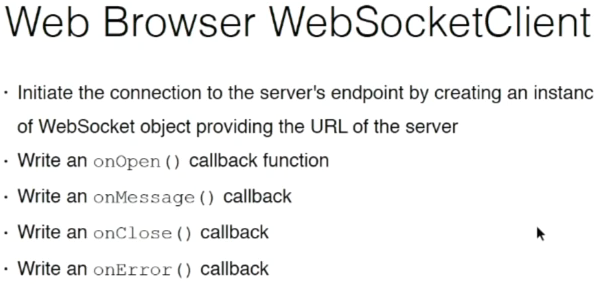 Web Browser WebSocketClient
· Initiate the connection to the server's endpoint by creating an instanc
of WebSocket object providing the URL of the server
· Write an onOpen() callback function
· Write an onMessage() callback
· Write an onClose() callback
· Write an onError() callback